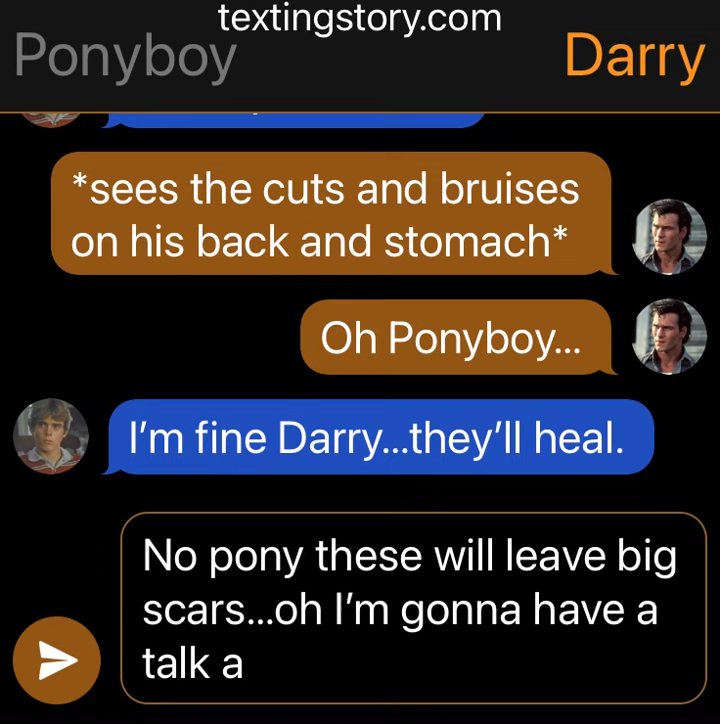 textingstory.com
Ponyboy
Darry
*sees the cuts and bruises
on his back and stomach*
Oh Ponyboy...
I'm fine Darry...they'll heal.
No pony these will leave big
scars...oh I'm gonna have a
talk a